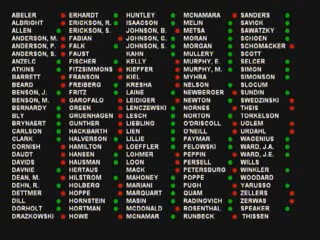 ABELER ERHARDT HUNTLEY MCNAMARA SANDERS
ALBRIGHT ERICKSON, R. ISAACSON MELIN SAVICK
ALLEN ERICKSON, S. JOHNSON, B. METSA SAWATZKY
ANDERSON, M. FABIAN JOHNSON, C. MORAN SCHOEN
ANDERSON, P. FALK JOHNSON, S. MORGAN SCHOMACKER
ANDERSON, S. FAUST KAHN MULLERY SCOTT
ANZELC FISCHER KELLY MURPHY, E. SELCER
ATKINS FITZSIMMONS KIEFFER MURPHY, M. SIMON
BARRETT FRANSON KIEL MYHRA SIMONSON
BEARD FREIBERG KRESHA NELSON SLOCUM
BENSON, J. FRITZ LAINE NEWBERGER SUNDIN
BENSON, M. GAROFALO LEIDIGER NEWTON SWEDZINSKI
BERNARDY GREEN LENCZEWSKI NORNES THEIS
BLY GRUENHAGEN LESCH NORTON TORKELSON
BRYNAERT GUNTHER LIEBLING O'DRISCOLL UGLEM
CARLSON HACKBARTH LIEN O'NEILL URDAHL
CLARK HALVERSON LILLIE PAYMAR WAGENIUS
CORNISH HAMILTON LOEFFLER PELOWSKI WARD, J.A.
DAUDT HANSEN LOHMER PEPPIN WARD, J.E.
DAVIDS HAUSMAN LOON PERSELL WILLS
DAVNIE HERTAUS MACK PETERSBURG WINKLER
DEAN, M. HILSTROM MAHONEY POPPE WOODARD
DEHN, R. HOLBERG MARIANI PUGH YARUSSO
DETTMER HOPPE MARQUART QUAM ZELLERS
DILL HORNSTEIN MASIN RADINOVICH ZERWAS
DORHOLT HORTMAN MCDONALD ROSENTHAL SPEAKER
DRAZKOWSKI HOWE MCNAMAR RUNBECK THISSEN